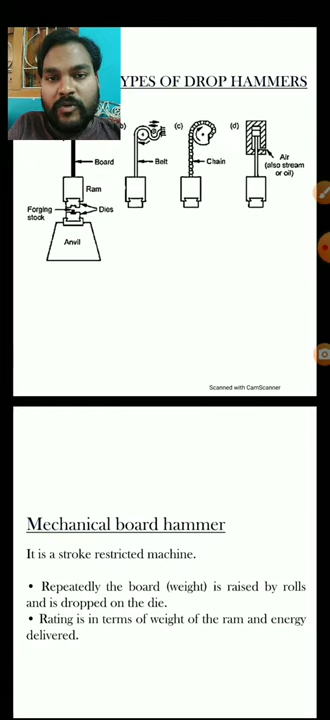 YPES OF DROP HAMMERS
b)
(c)
(d)
Board
Belt
Chain
Air
(also stream
or oil)
Ram
Forging
stock
Dies
Anvil
Scanned with CamScanner
Mechanical board hammer
It is a stroke restricted machine.
• Repeatedly the board (weight) is raised by rolls
and is dropped on the die.
• Rating is in terms of weight of the ram and energy
delivered.